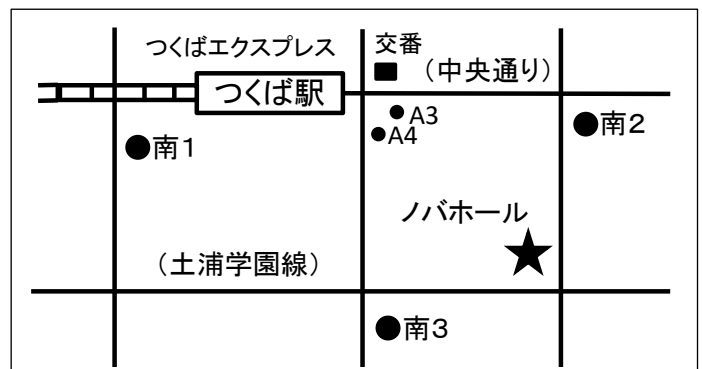 つくばエクスプレス
交番
(中央通り)
つくば駅
A3
A4
南1
南2
ノバホール
(土浦学園線)
南3